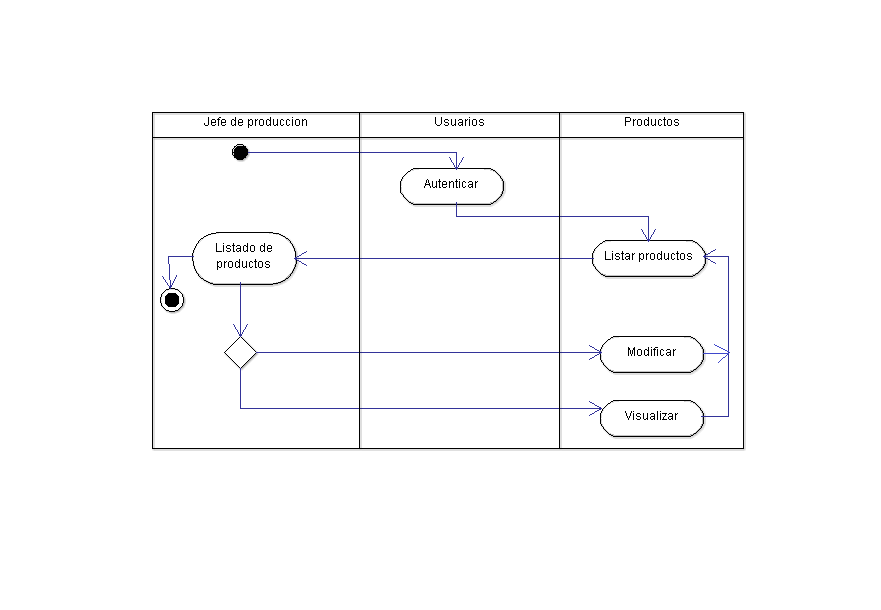 Jefe de produccion
Usuarios
Productos
Autenticar
Listado de
productos
Listar productos
Modificar
Visualizar